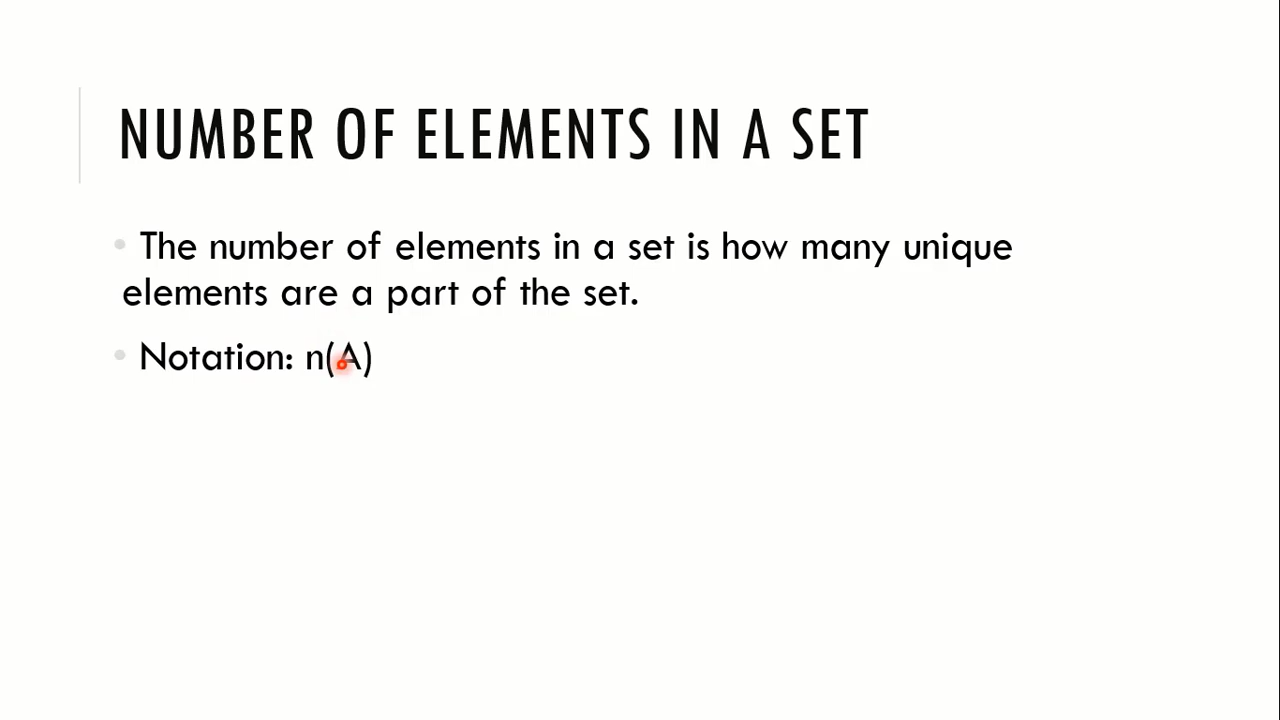 NUMBER OF ELEMENTS IN A SET
• The number of elements in a set is how many unique
elements are a part of the set.
• Notation: n(A)